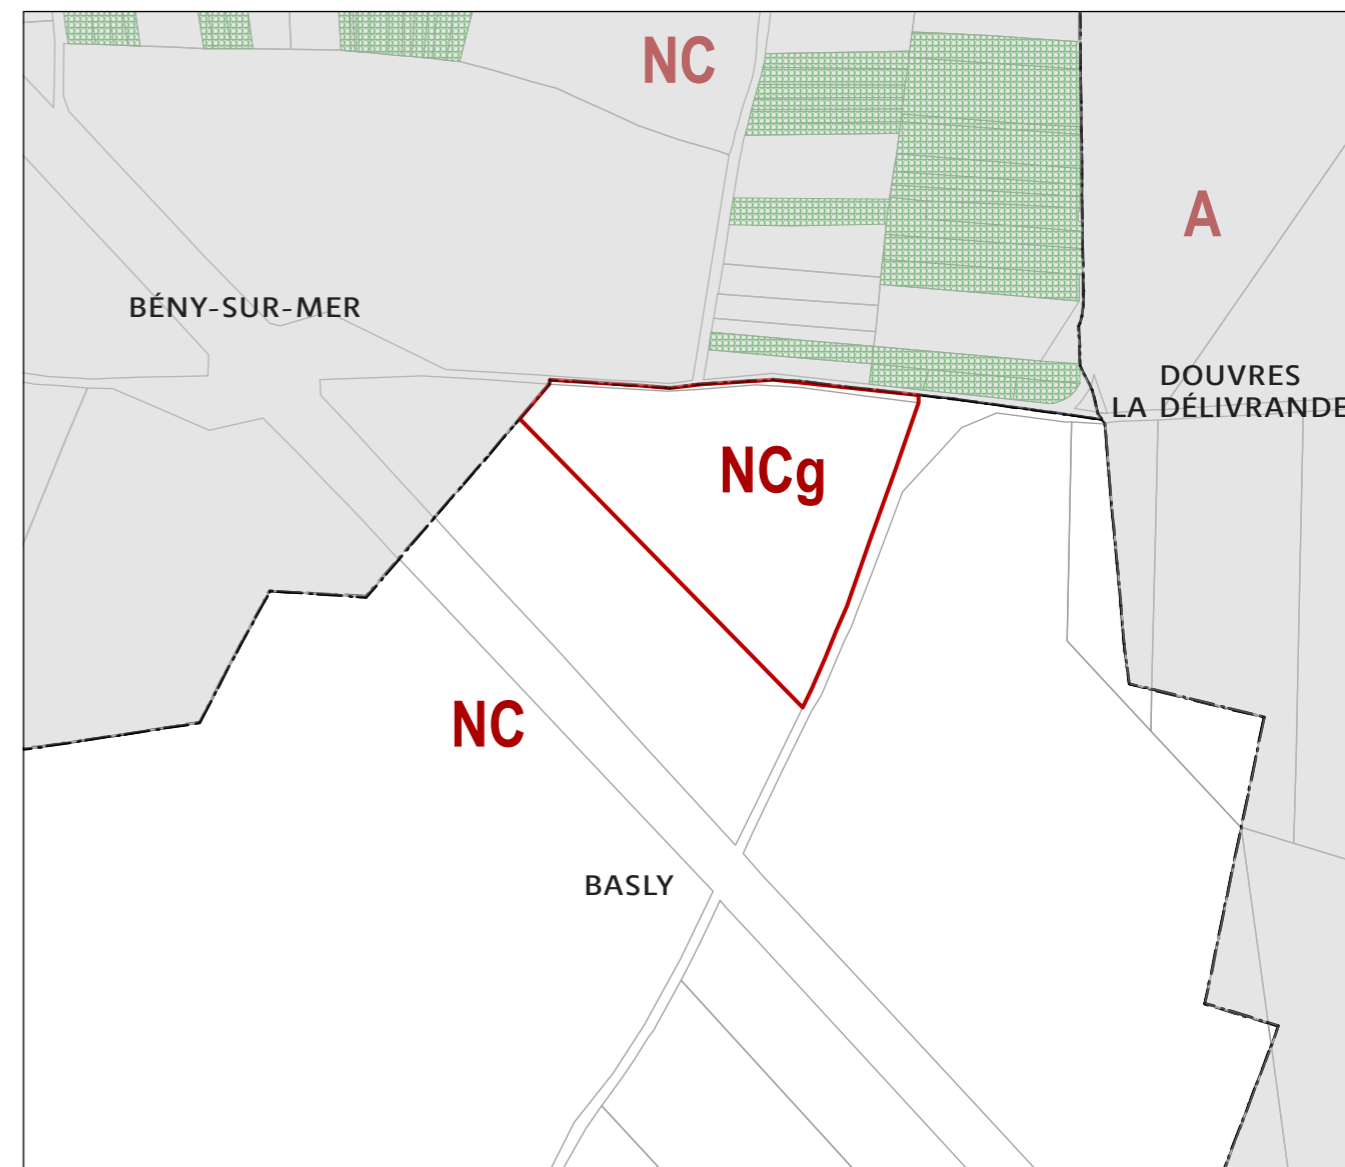 NC
A
BÉNY-SUR-MER
DOUVRES
LA DÉLIVRANDE
NCg
NC
BASLY